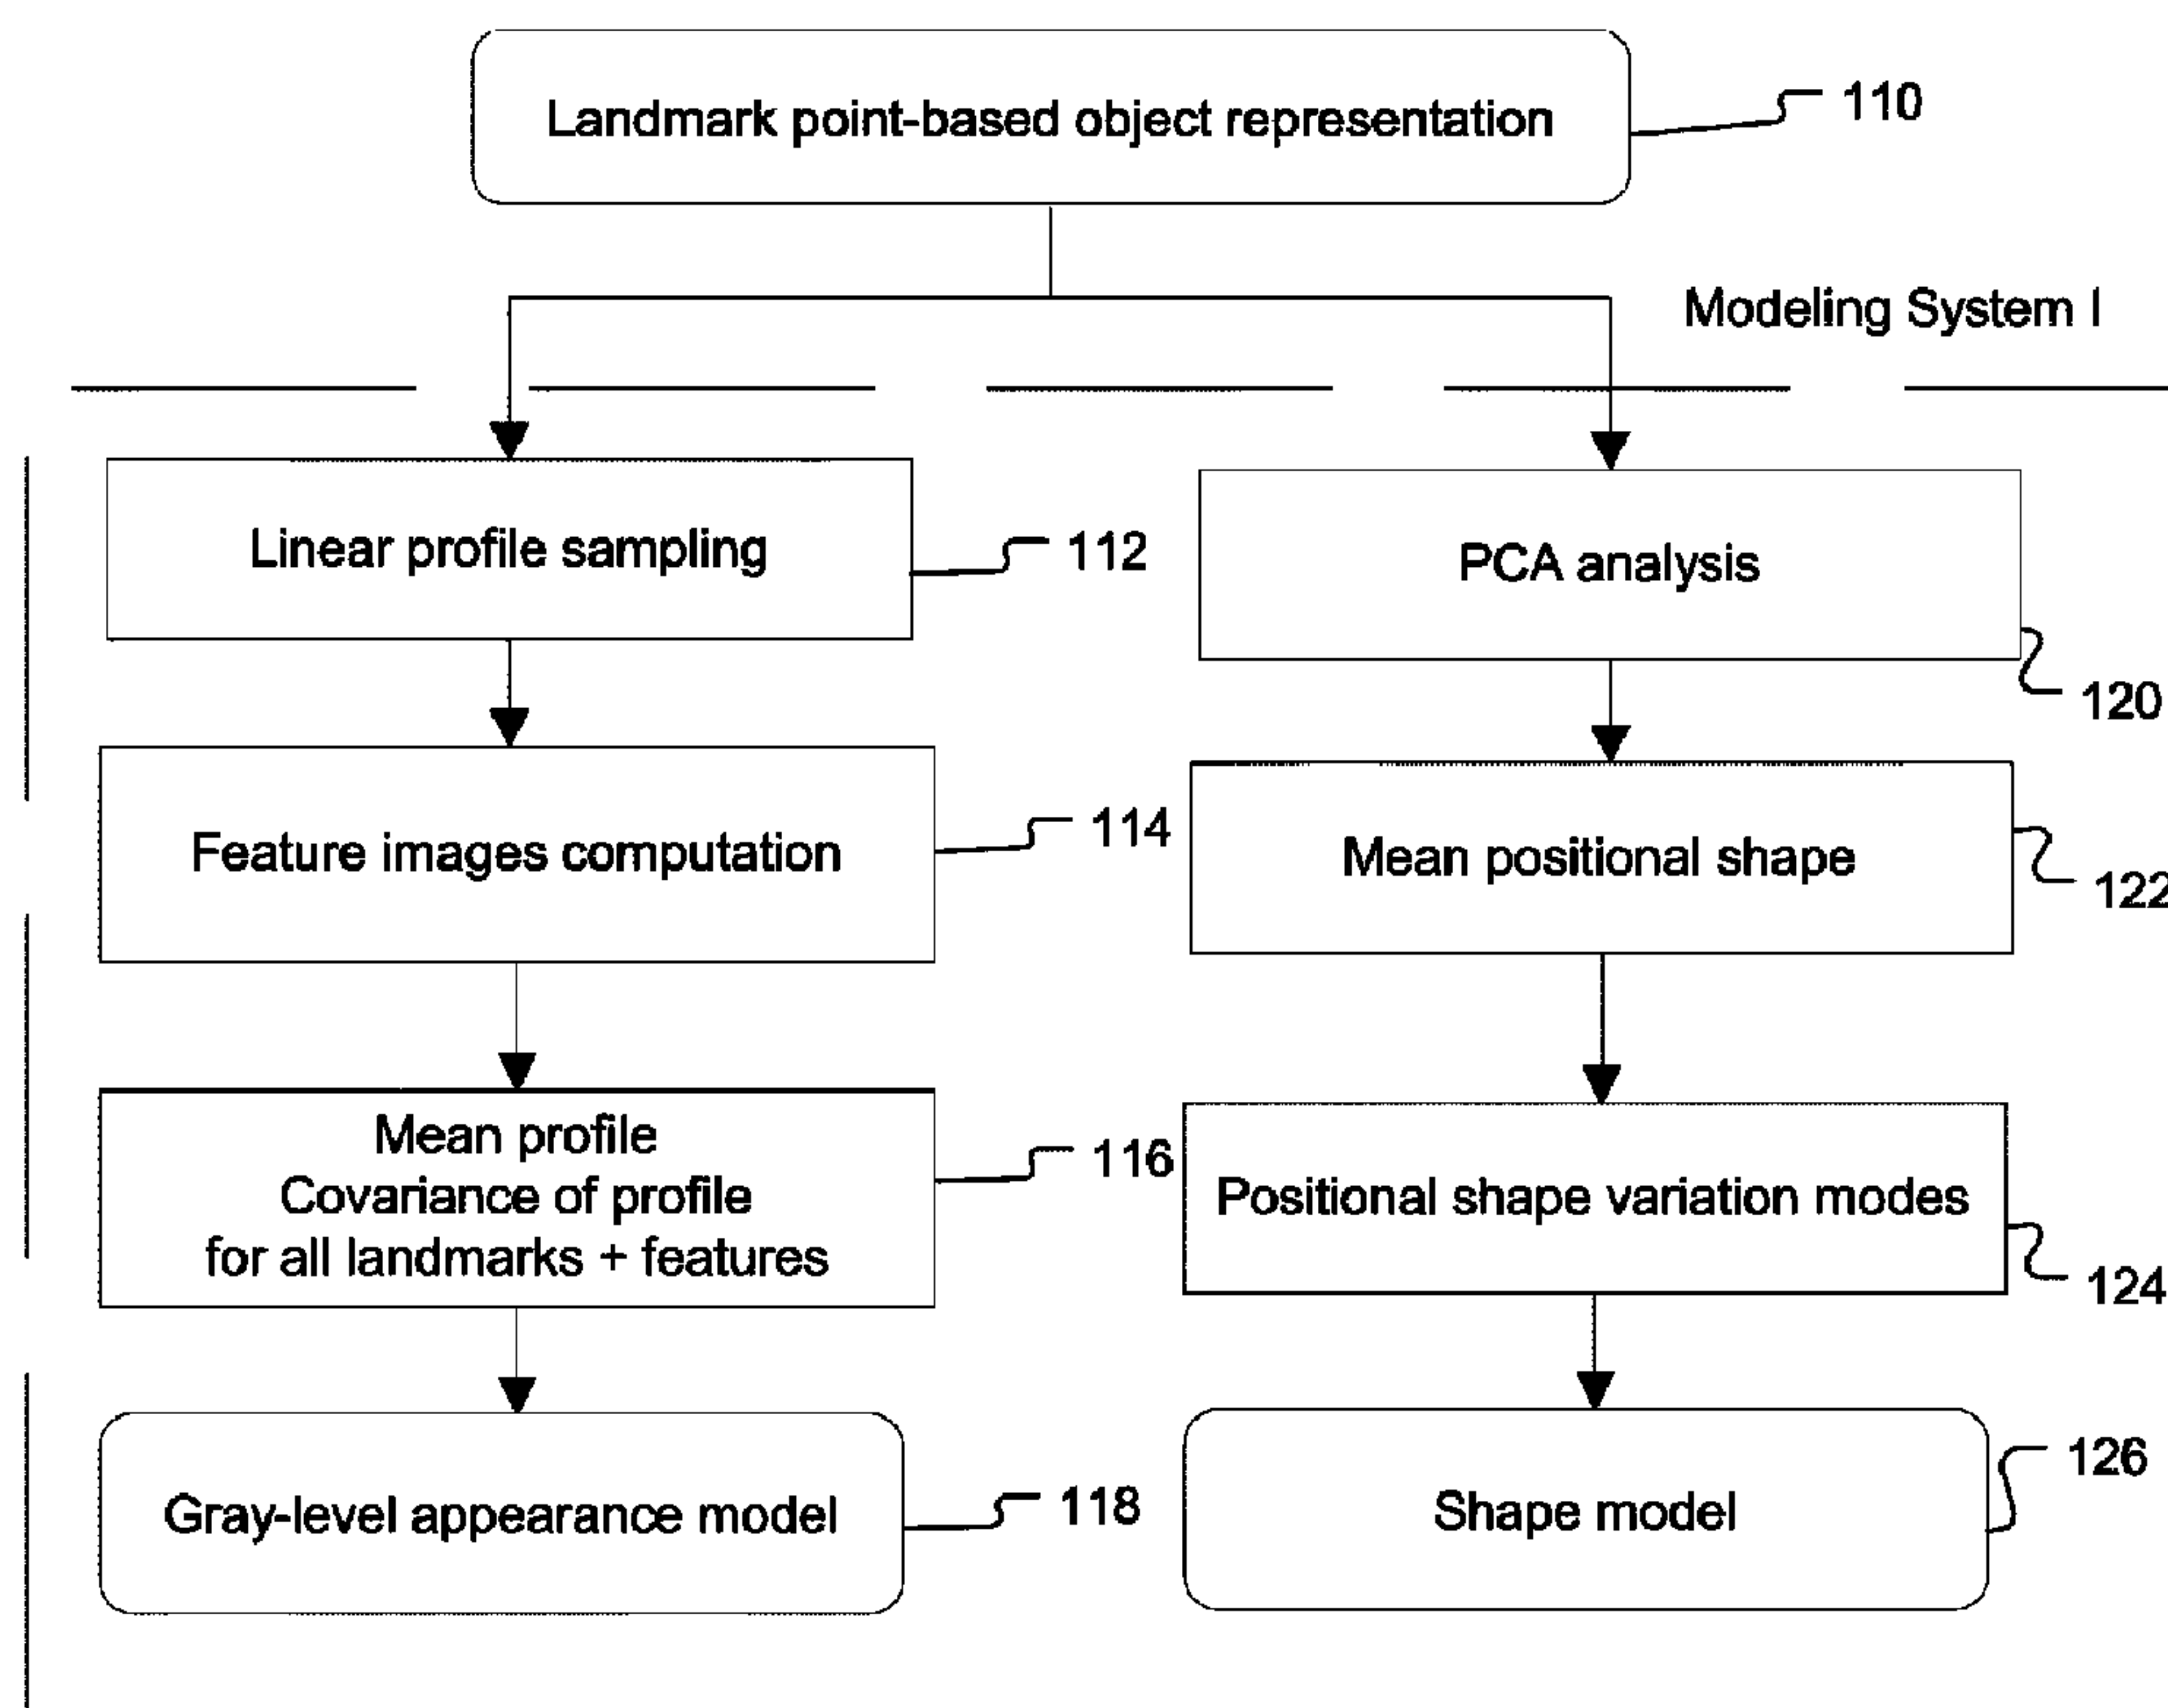 Landmark point-based object representation
110
Modeling System I
Linear profile sampling
112
PCA analysis
120
Feature images computation
114
Mean positional shape
122
Mean profile
Covariance of profile
for all landmarks + features
116
Positional shape variation modes
124
Gray-level appearance model
118
Shape model
126